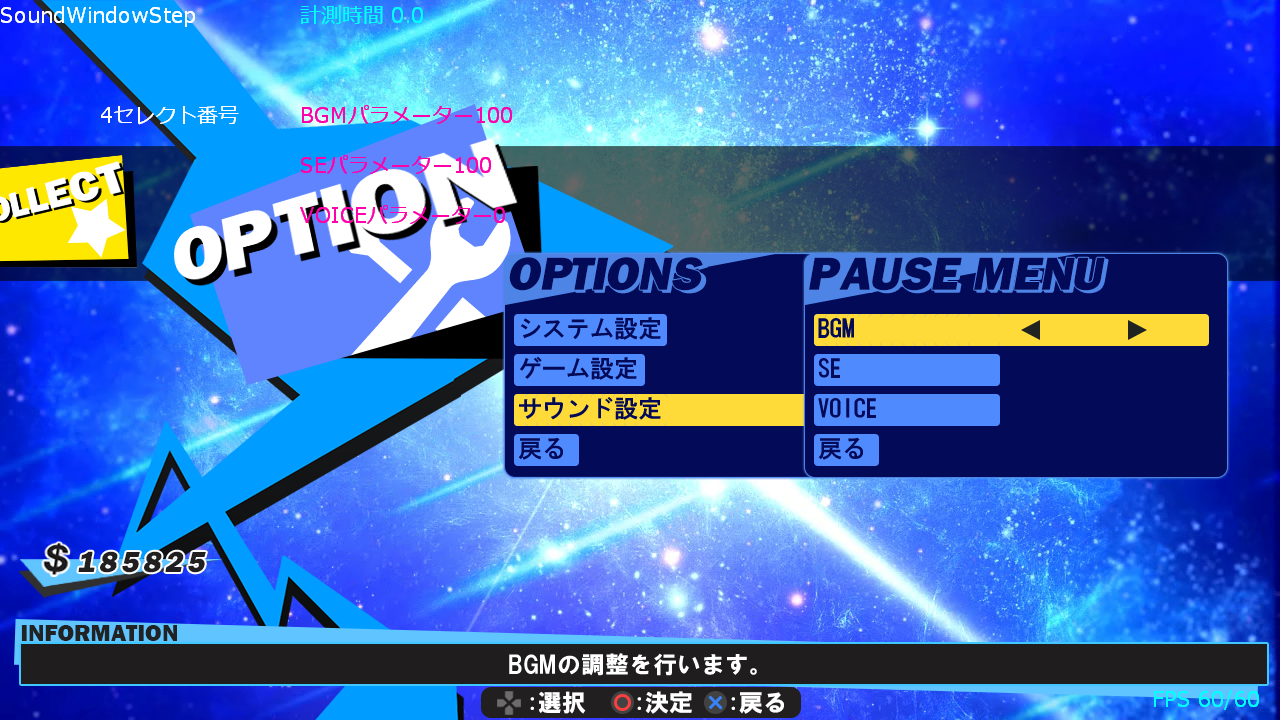 SoundWindowStep
計測時間 0.0
4セレクト番号
BGMパラメーター100
SEパラメーター100
VOICEパラメーター0
OLLECT
OPTION
OPTIONS
システム設定
ゲーム設定
サウンド設定
戻る
PAUSE MENU
BGM
SE
VOICE
戻る
$ 185825
INFORMATION
BGMの調整を行います。
:選択 :決定 :戻る
FPS 60/60